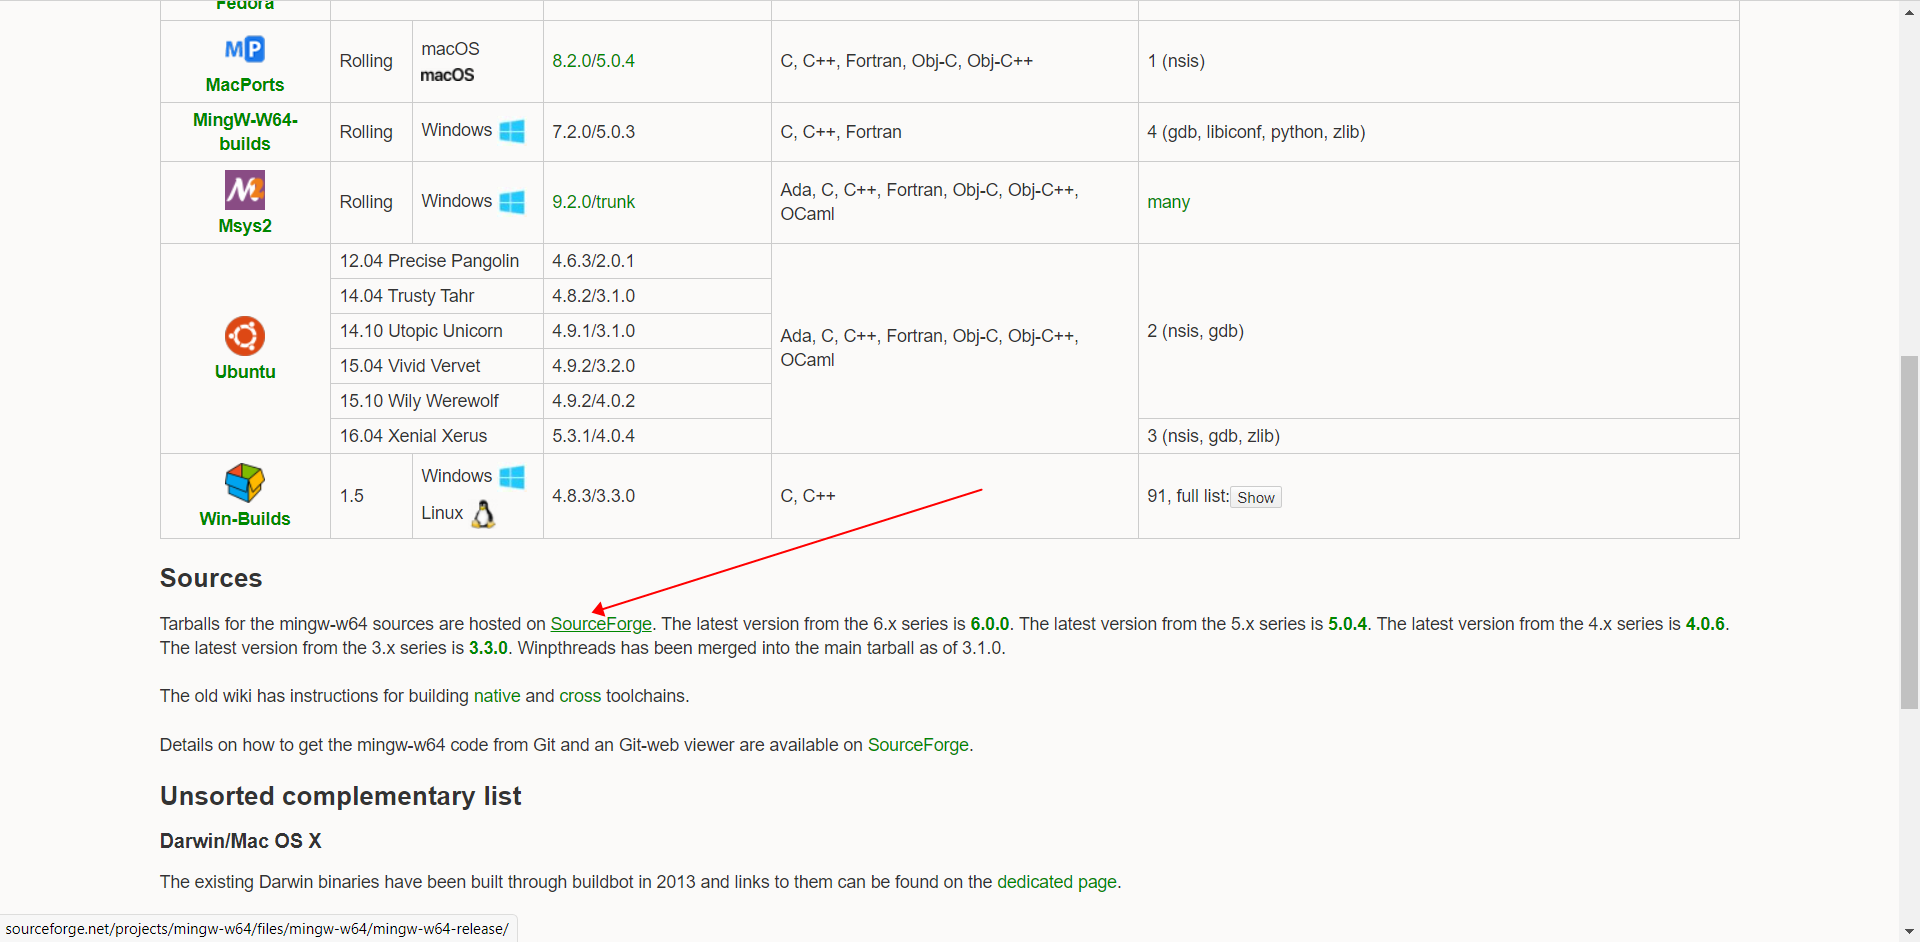 Fedora
MP
MacPorts
Rolling
macOS
macOS
8.2.0/5.0.4
C, C++, Fortran, Obj-C, Obj-C++
1 (nsis)
MingW-W64-
builds
Rolling
Windows
7.2.0/5.0.3
C, C++, Fortran
4 (gdb, libiconf, python, zlib)
M2
Msys2
Rolling
Windows
9.2.0/trunk
Ada, C, C++, Fortran, Obj-C, Obj-C++,
OCaml
many
Ubuntu
12.04 Precise Pangolin
4.6.3/2.0.1
14.04 Trusty Tahr
4.8.2/3.1.0
14.10 Utopic Unicorn
4.9.1/3.1.0
15.04 Vivid Vervet
4.9.2/3.2.0
15.10 Wily Werewolf
4.9.2/4.0.2
16.04 Xenial Xerus
5.3.1/4.0.4
Ada, C, C++, Fortran, Obj-C, Obj-C++,
OCaml
2 (nsis, gdb)
3 (nsis, gdb, zlib)
Win-Builds
1.5
Windows
Linux
4.8.3/3.3.0
C, C++
91, full list: Show
Sources
Tarballs for the mingw-w64 sources are hosted on SourceForge. The latest version from the 6.x series is 6.0.0. The latest version from the 5.x series is 5.0.4. The latest version from the 4.x series is 4.0.6.
The latest version from the 3.x series is 3.3.0. Winpthreads has been merged into the main tarball as of 3.1.0.
The old wiki has instructions for building native and cross toolchains.
Details on how to get the mingw-w64 code from Git and an Git-web viewer are available on SourceForge.
Unsorted complementary list
Darwin/Mac OS X
The existing Darwin binaries have been built through buildbot in 2013 and links to them can be found on the dedicated page.
sourceforge.net/projects/mingw-w64/files/mingw-w64/mingw-w64-release/